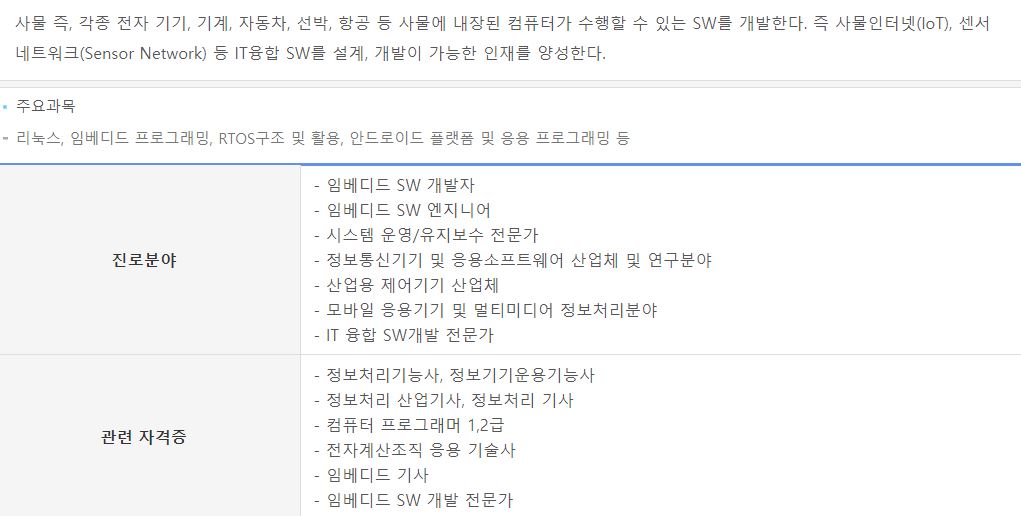 사물 즉, 각종 전자 기기, 기계, 자동차, 선박, 항공 등 사물에 내장된 컴퓨터가 수행할 수 있는 SW를 개발한다. 즉 사물인터넷(IoT), 센서
네트워크(Sensor Network) 등 IT융합 SW를 설계, 개발이 가능한 인재를 양성한다.
주요과목
- 리눅스, 임베디드 프로그래밍, RTOS구조 및 활용, 안드로이드 플랫폼 및 응용 프로그래밍 등
진로분야
- 임베디드 SW 개발자
- 임베디드 SW 엔지니어
- 시스템 운영/유지보수 전문가
- 정보통신기기 및 응용소프트웨어 산업체 및 연구분야
- 산업용 제어기기 산업체
- 모바일 응용기기 및 멀티미디어 정보처리분야
- IT 융합 SW개발 전문가
관련 자격증
- 정보처리기능사, 정보기기운용기능사
- 정보처리 산업기사, 정보처리 기사
- 컴퓨터 프로그래머 1,2급
- 전자계산조직 응용 기술사
- 임베디드 기사
- 임베디드 SW 개발 전문가